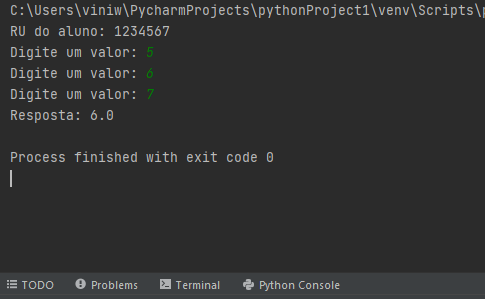 C:\Users\viniw\PycharmProjects\pythonProject1\venv\Scripts\
RU do aluno: 1234567
Digite um valor: 5
Digite um valor: 6
Digite um valor: 7
Resposta: 6.0
Process finished with exit code 0
TODO Problems Terminal Python Console